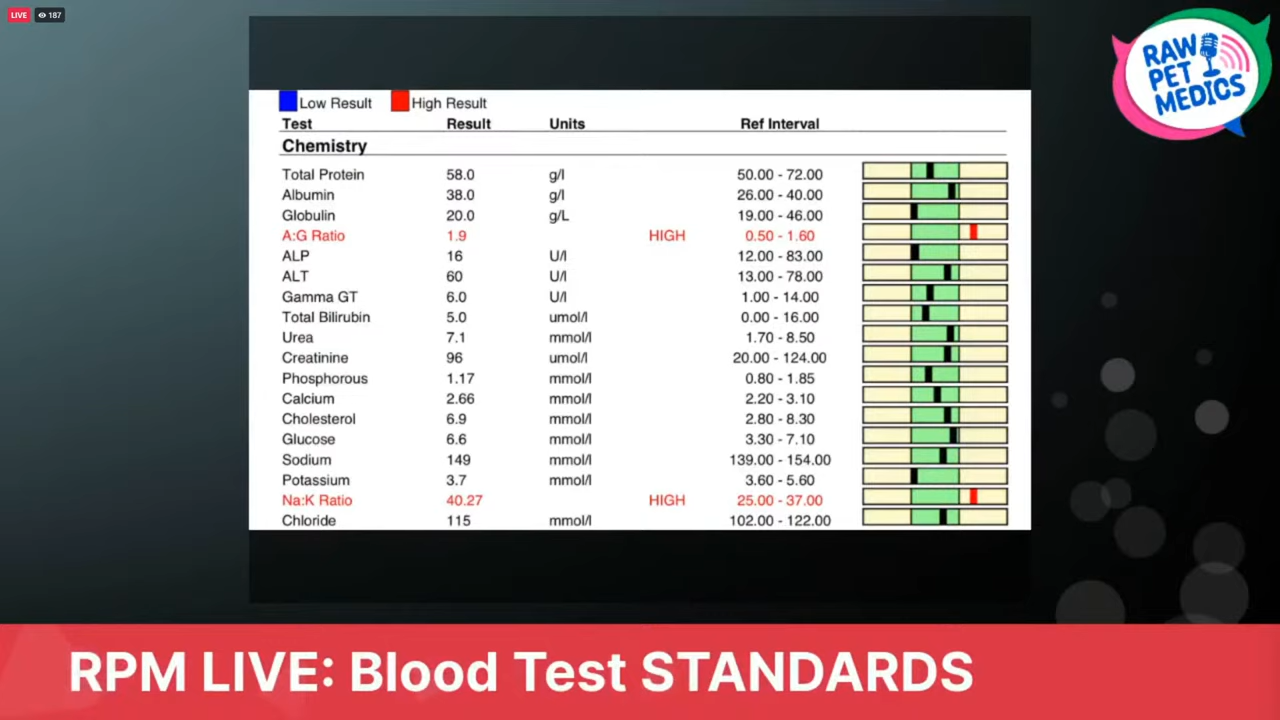 LIVE 187
RAW
PET
MEDICS
Low Result High Result
Test Result Units Ref Interval
Chemistry
Total Protein 58.0 g/l 50.00 - 72.00
Albumin 38.0 g/l 26.00 - 40.00
Globulin 20.0 g/L 19.00 - 46.00
A:G Ratio 1.9 HIGH 0.50 - 1.60
ALP 16 U/l 12.00 - 83.00
ALT 60 U/l 13.00 - 78.00
Gamma GT 6.0 U/l 1.00 - 14.00
Total Bilirubin 5.0 umol/l 0.00 - 16.00
Urea 7.1 mmol/l 1.70 - 8.50
Creatinine 96 umol/l 20.00 - 124.00
Phosphorous 1.17 mmol/l 0.80 - 1.85
Calcium 2.66 mmol/l 2.20 - 3.10
Cholesterol 6.9 mmol/l 2.80 - 8.30
Glucose 6.6 mmol/l 3.30 - 7.10
Sodium 149 mmol/l 139.00 - 154.00
Potassium 3.7 mmol/l 3.60 - 5.60
Na:K Ratio 40.27 HIGH 25.00 - 37.00
Chloride 115 mmol/l 102.00 - 122.00
RPM LIVE: Blood Test STANDARDS